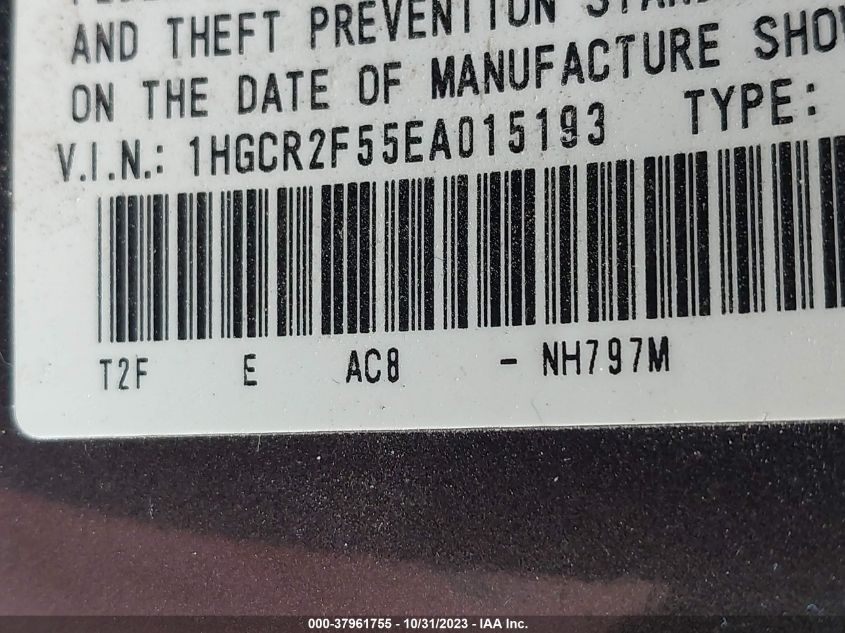 AND THEFT PREVENTION STAND
ON THE DATE OF MANUFACTURE SHO
V.I.N.: 1HGCR2F55EA015193 TYPE:
T2F E AC8 - NH797M
000-37961755 - 10/31/2023 - IAA Inc.